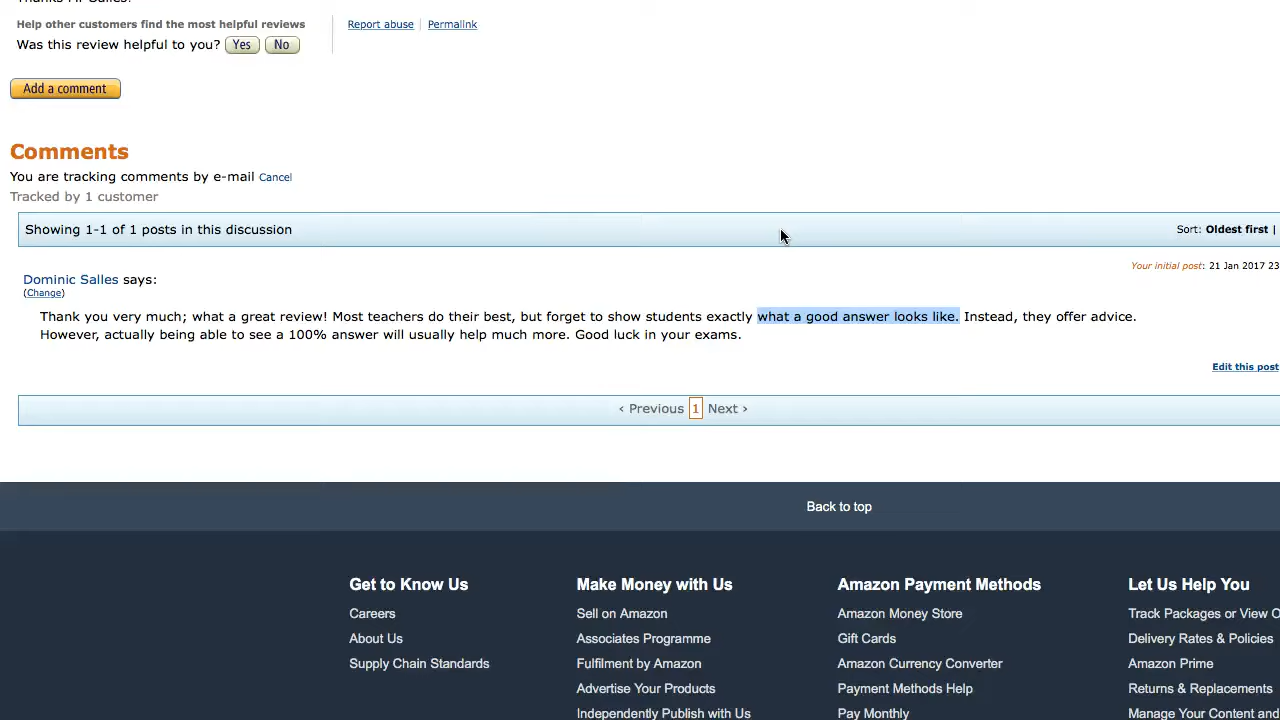 Help other customers find the most helpful reviews
Was this review helpful to you? Yes No
Report abuse | Permalink
Add a comment
Comments
You are tracking comments by e-mail Cancel
Tracked by 1 customer
Showing 1-1 of 1 posts in this discussion
Sort: Oldest first |
Your initial post: 21 Jan 2017 23
Dominic Salles says:
(Change)
Thank you very much; what a great review! Most teachers do their best, but forget to show students exactly what a good answer looks like. Instead, they offer advice.
However, actually being able to see a 100% answer will usually help much more. Good luck in your exams.
Edit this post
‹ Previous 1 Next ›
Back to top
Get to Know Us
Careers
About Us
Supply Chain Standards
Make Money with Us
Sell on Amazon
Associates Programme
Fulfilment by Amazon
Advertise Your Products
Independently Publish with Us
Amazon Payment Methods
Amazon Money Store
Gift Cards
Amazon Currency Converter
Payment Methods Help
Pay Monthly
Let Us Help You
Track Packages or View O
Delivery Rates & Policies
Amazon Prime
Returns & Replacements
Manage Your Content and